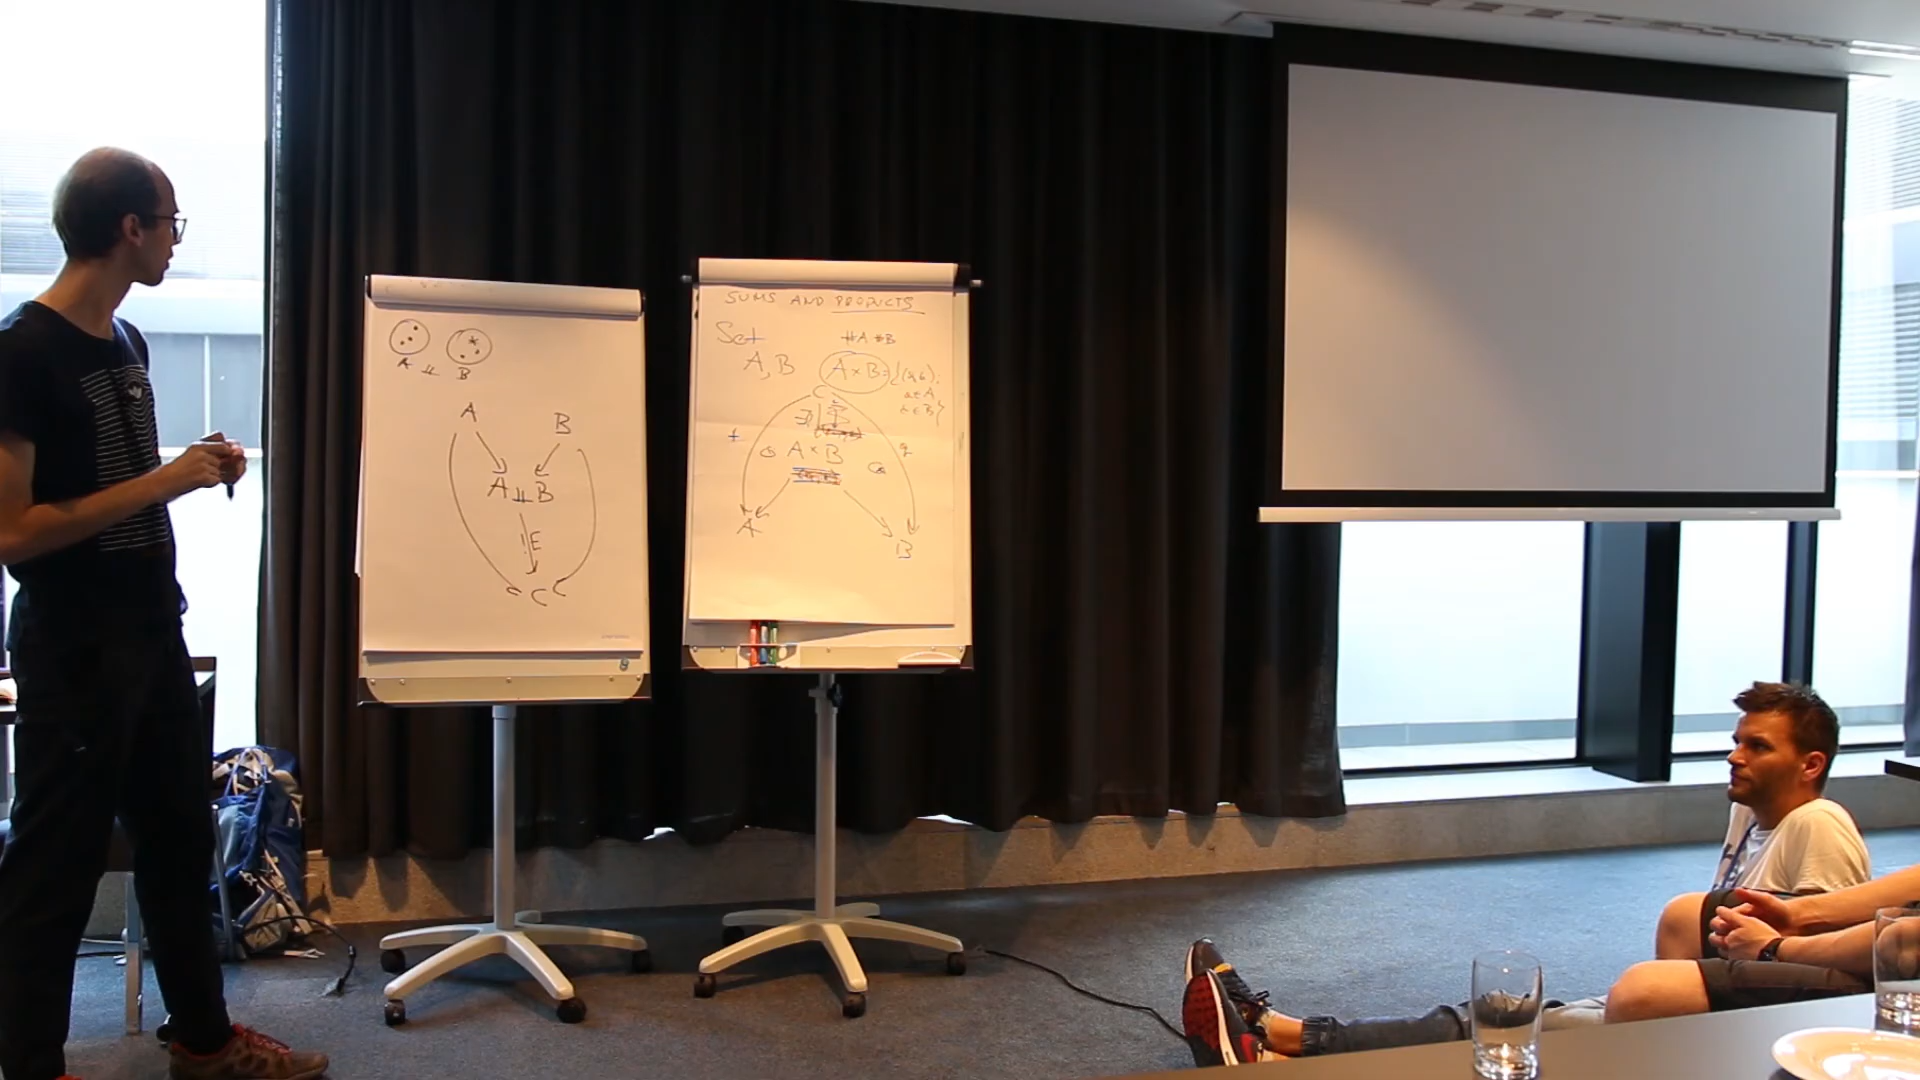 A ⊔ B
A B
A ⊔ B
∃!
C
SUMS AND PRODUCTS
Set #A #B
A, B A × B = {(a,b):
a ∈ A,
b ∈ B}
C
∃!
A × B
g
A
B